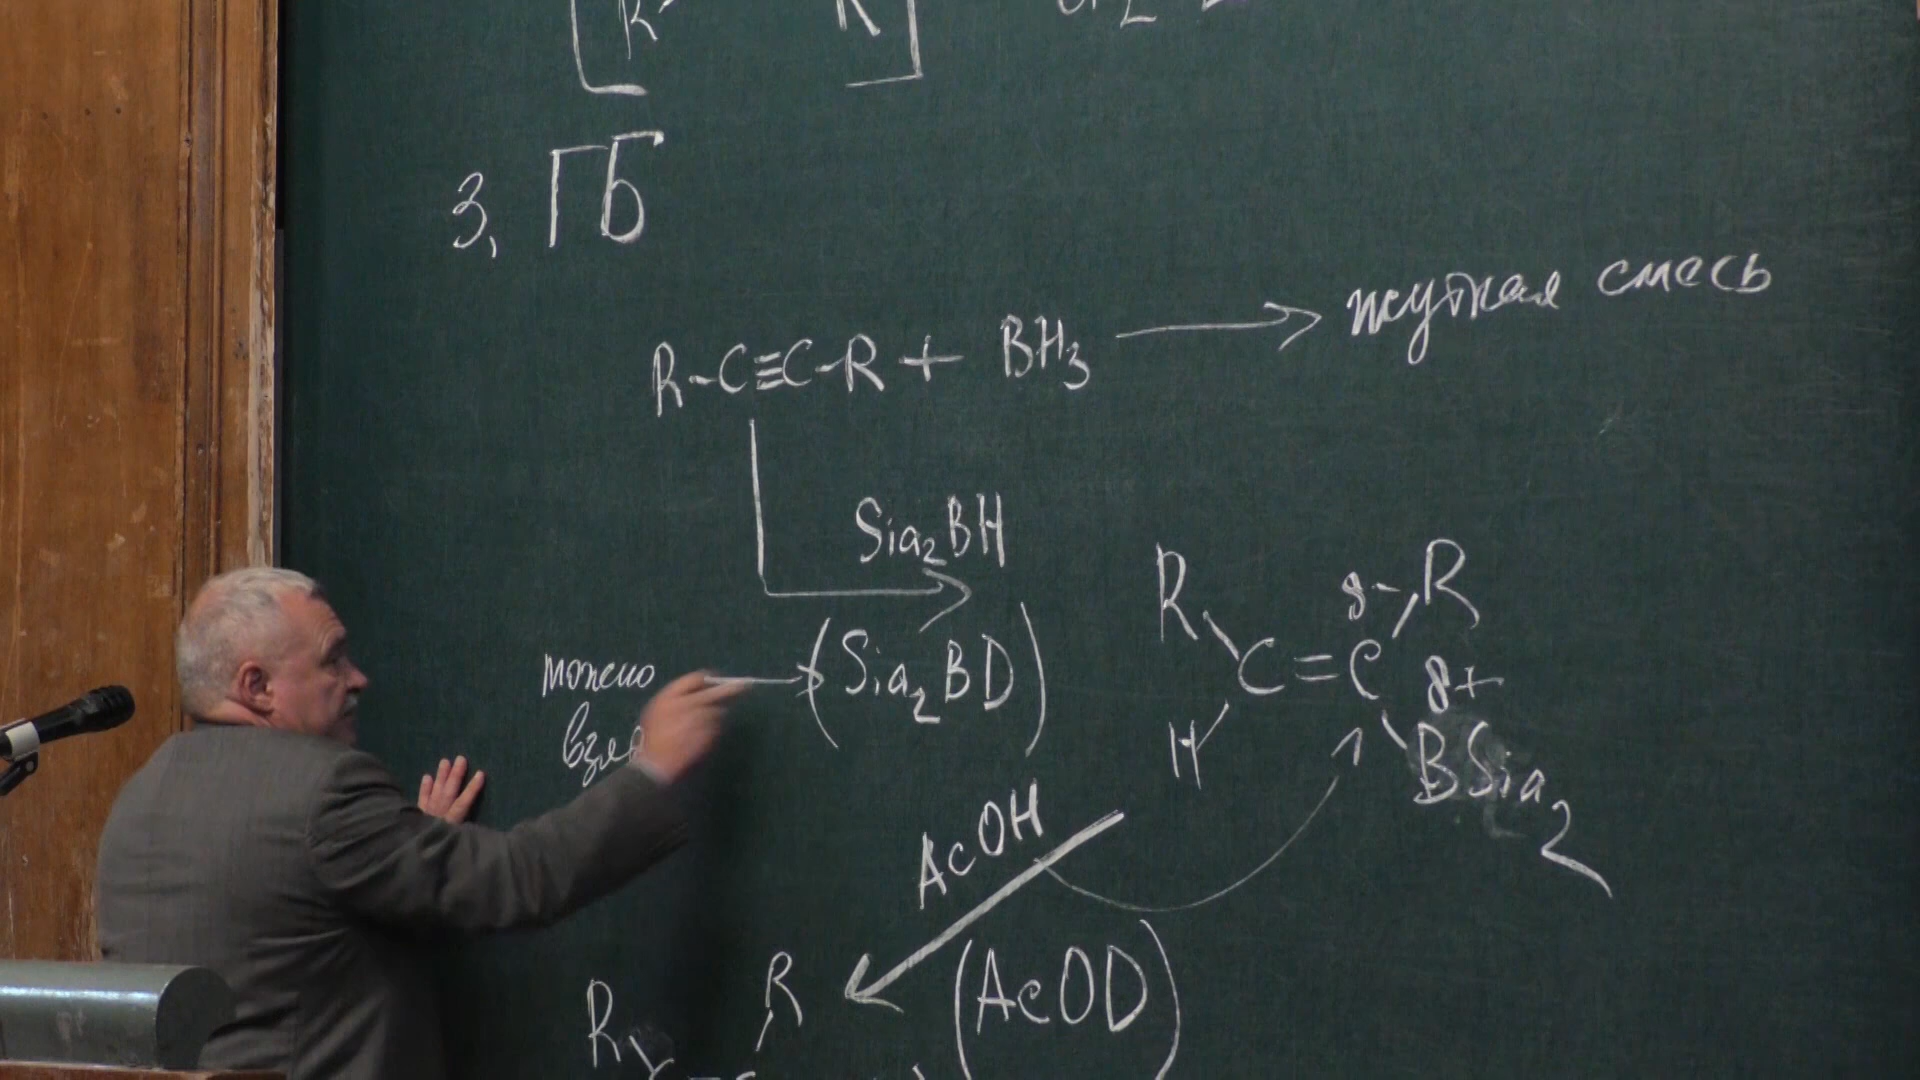 R R
3, ГБ
R-C≡C-R + BH₃ → жуткая смесь
Sia₂BH
(Sia₂BD)
можно
R δ- R
C=C δ+
H BSia₂
AcOH
(AcOD)
R R